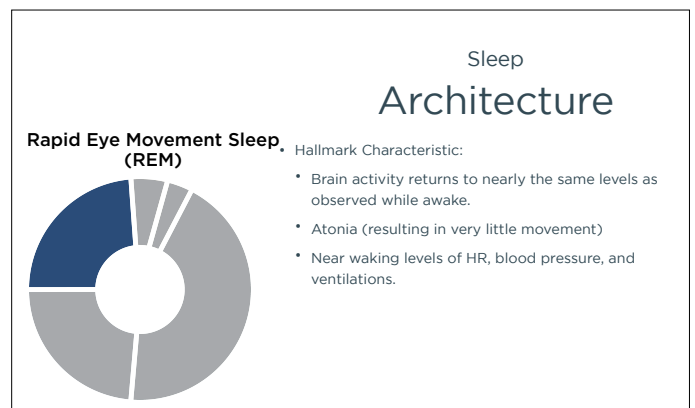 Sleep
Architecture
Rapid Eye Movement Sleep
(REM)
• Hallmark Characteristic:
• Brain activity returns to nearly the same levels as
observed while awake.
• Atonia (resulting in very little movement)
• Near waking levels of HR, blood pressure, and
ventilations.